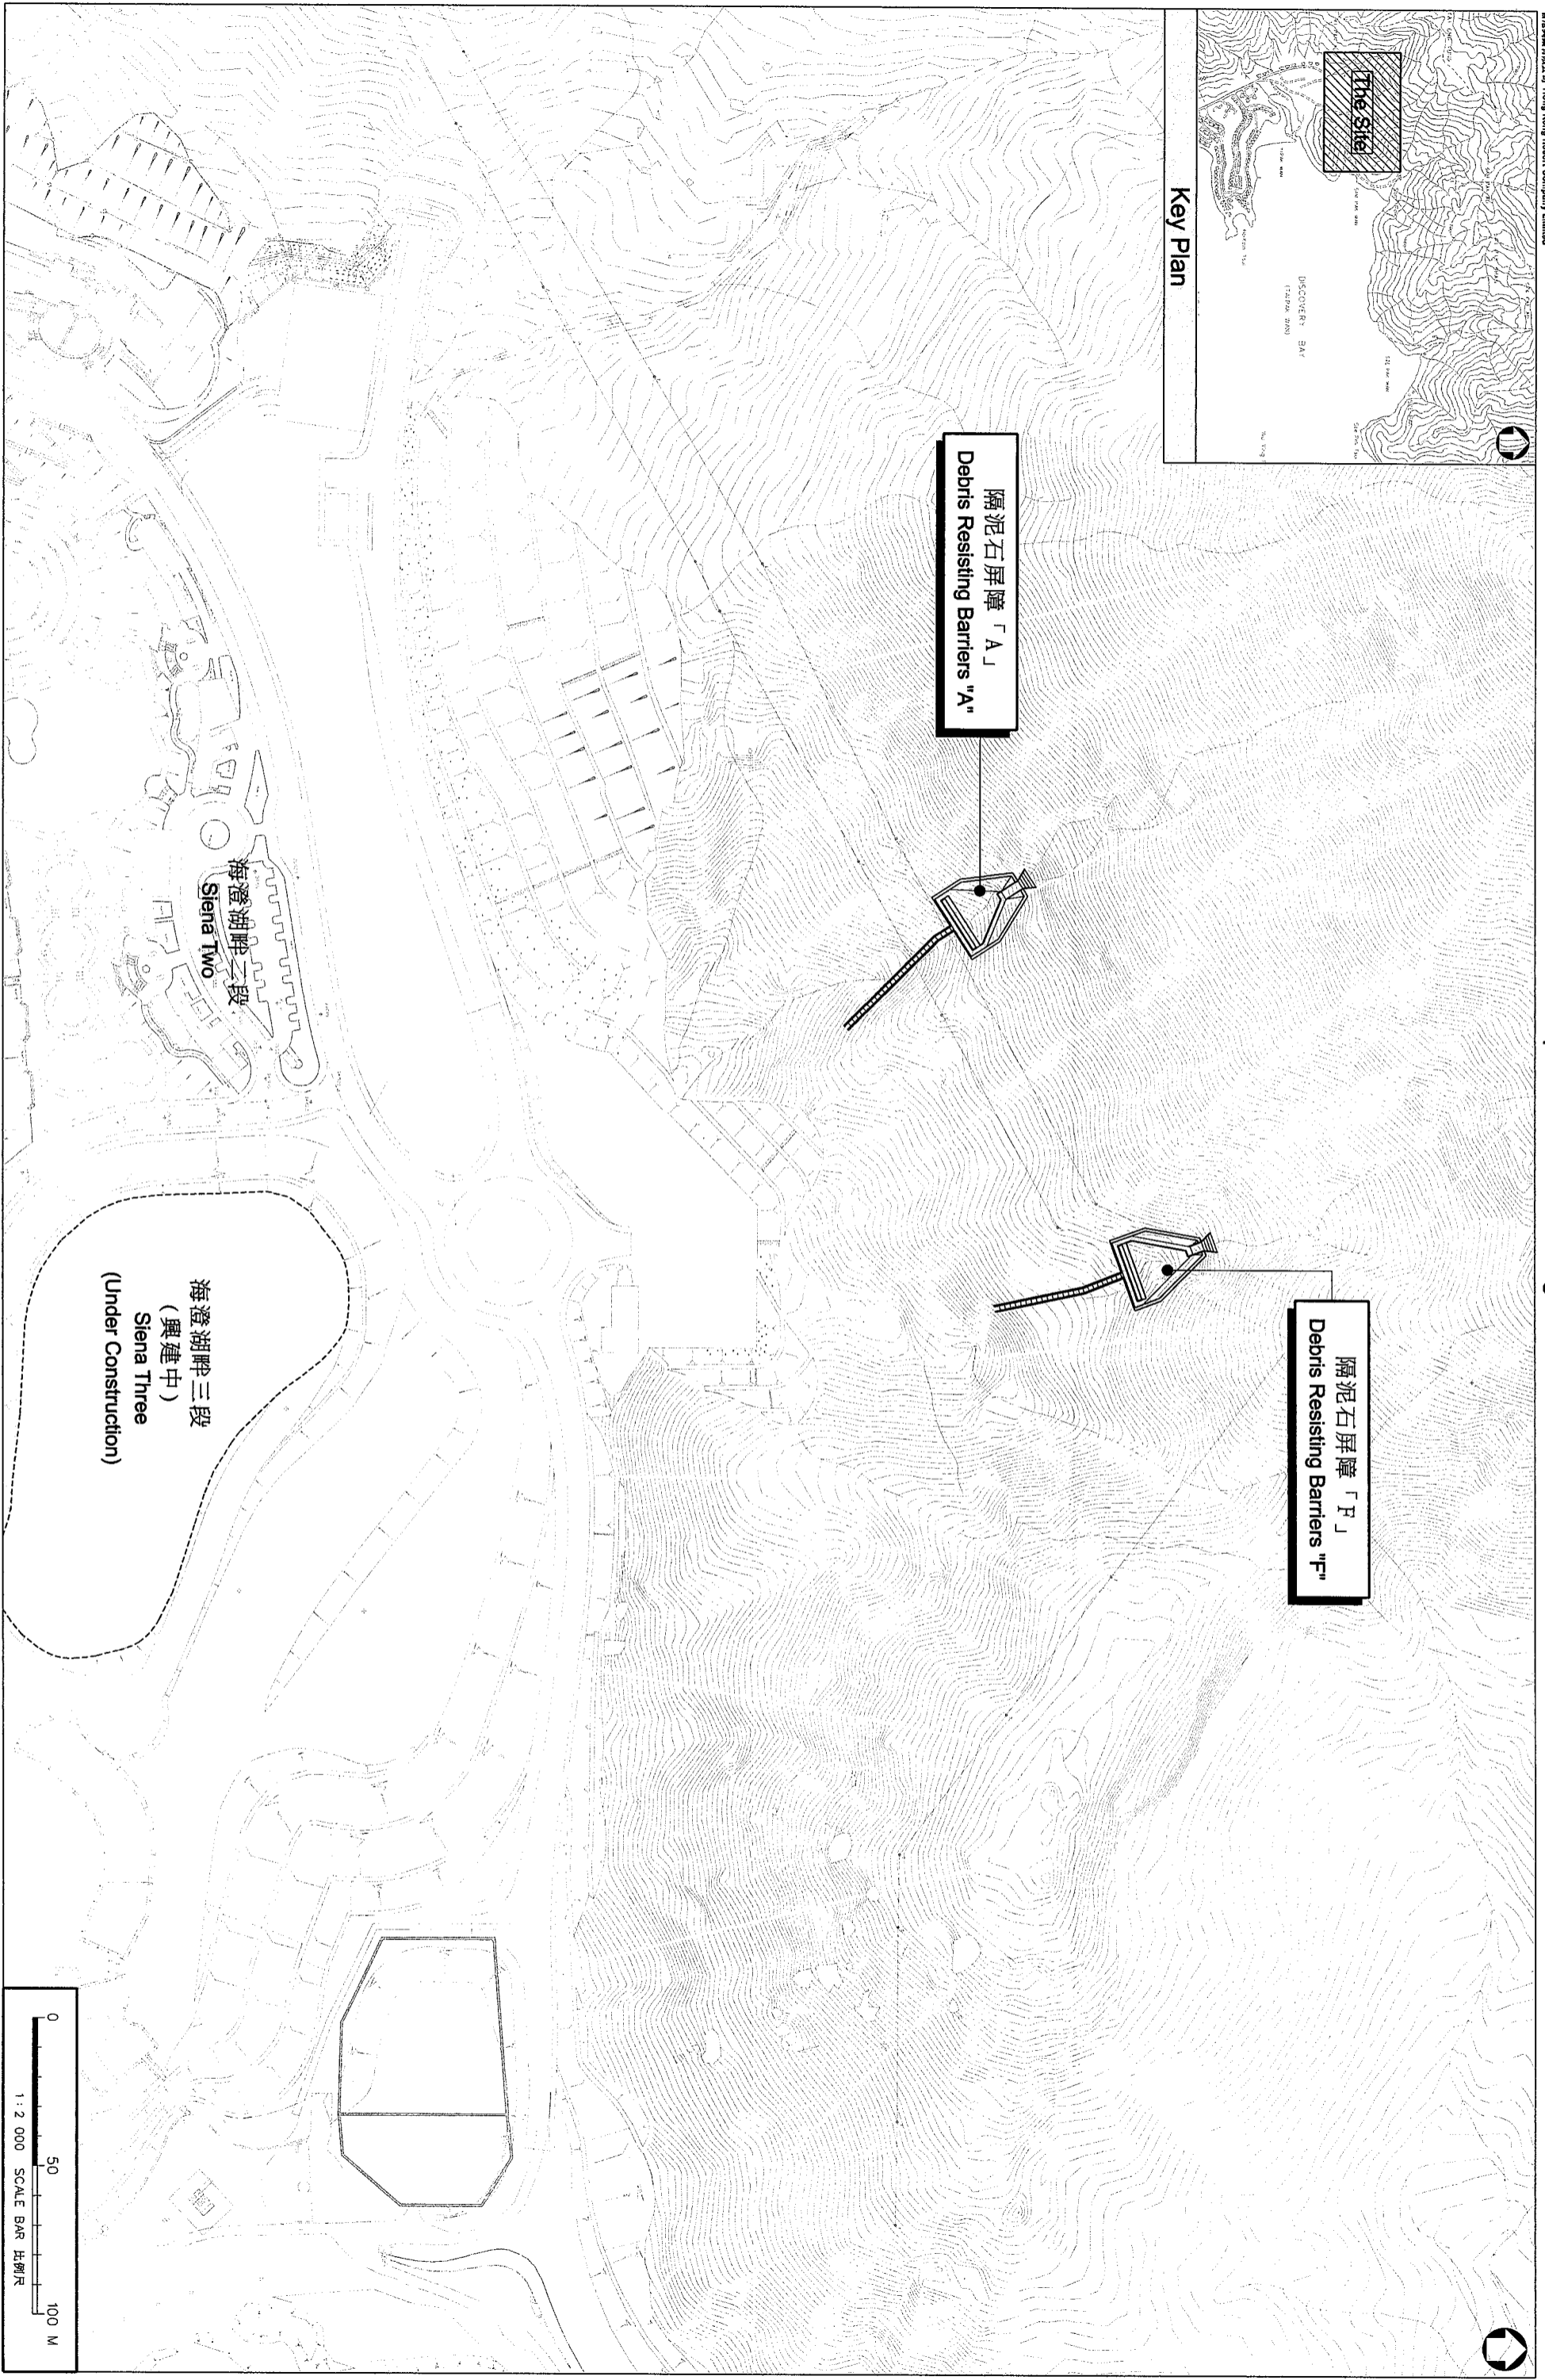 The Site
DISCOVERY BAY
Key Plan
隔泥石屏障「A」
Debris Resisting Barriers "A"
隔泥石屏障「F」
Debris Resisting Barriers "F"
海澄湖畔二段
Siena Two
海澄湖畔三段
(興建中)
Siena Three
(Under Construction)
0 50 100 M
1:2 000 SCALE BAR 比例尺